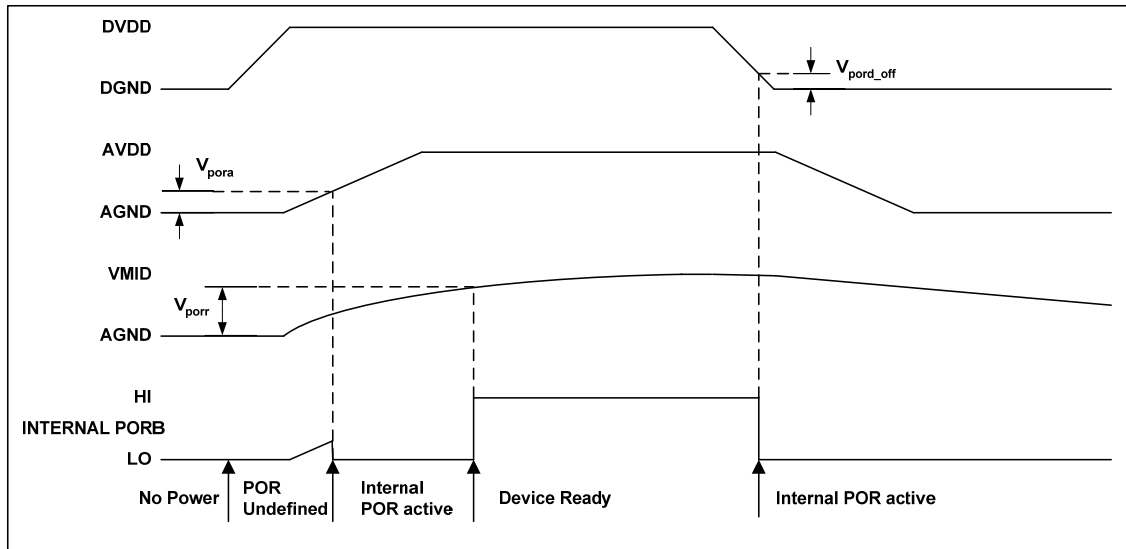 DVDD
DGND
Vpord_off
AVDD
Vpora
AGND
VMID
Vporr
AGND
HI
INTERNAL PORB
LO
No Power
POR
Undefined
Internal
POR active
Device Ready
Internal POR active